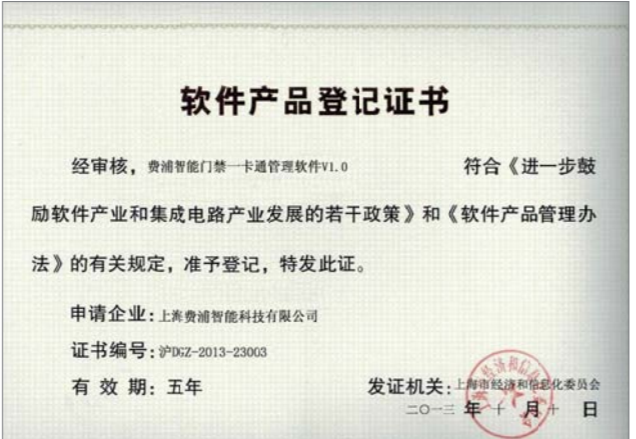 软件产品登记证书
经审核，费浦智能门禁一卡通管理软件V1.0 符合《进一步鼓
励软件产业和集成电路产业发展的若干政策》和《软件产品管理办
法》的有关规定，准予登记，特发此证。
申请企业：上海费浦智能科技有限公司
证书编号：沪DGZ-2013-23003
有 效 期：五年
发证机关：上海市经济和信息化委员会
二〇一三 年 十 月 十 日